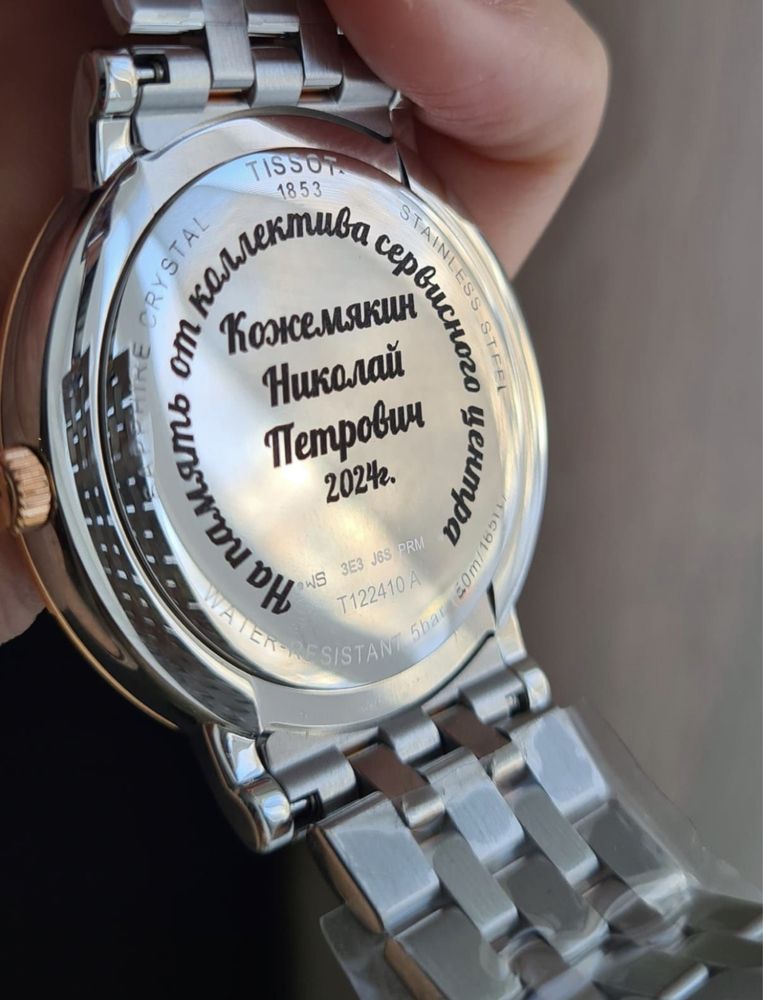 TISSOT
1853
SAPPHIRE CRYSTAL
STAINLESS STEEL
На память от коллектива сервисного центра
Кожемякин
Николай
Петрович
2024г.
3E3 J6S PRM
T122410 A
WATER-RESISTANT 5bar